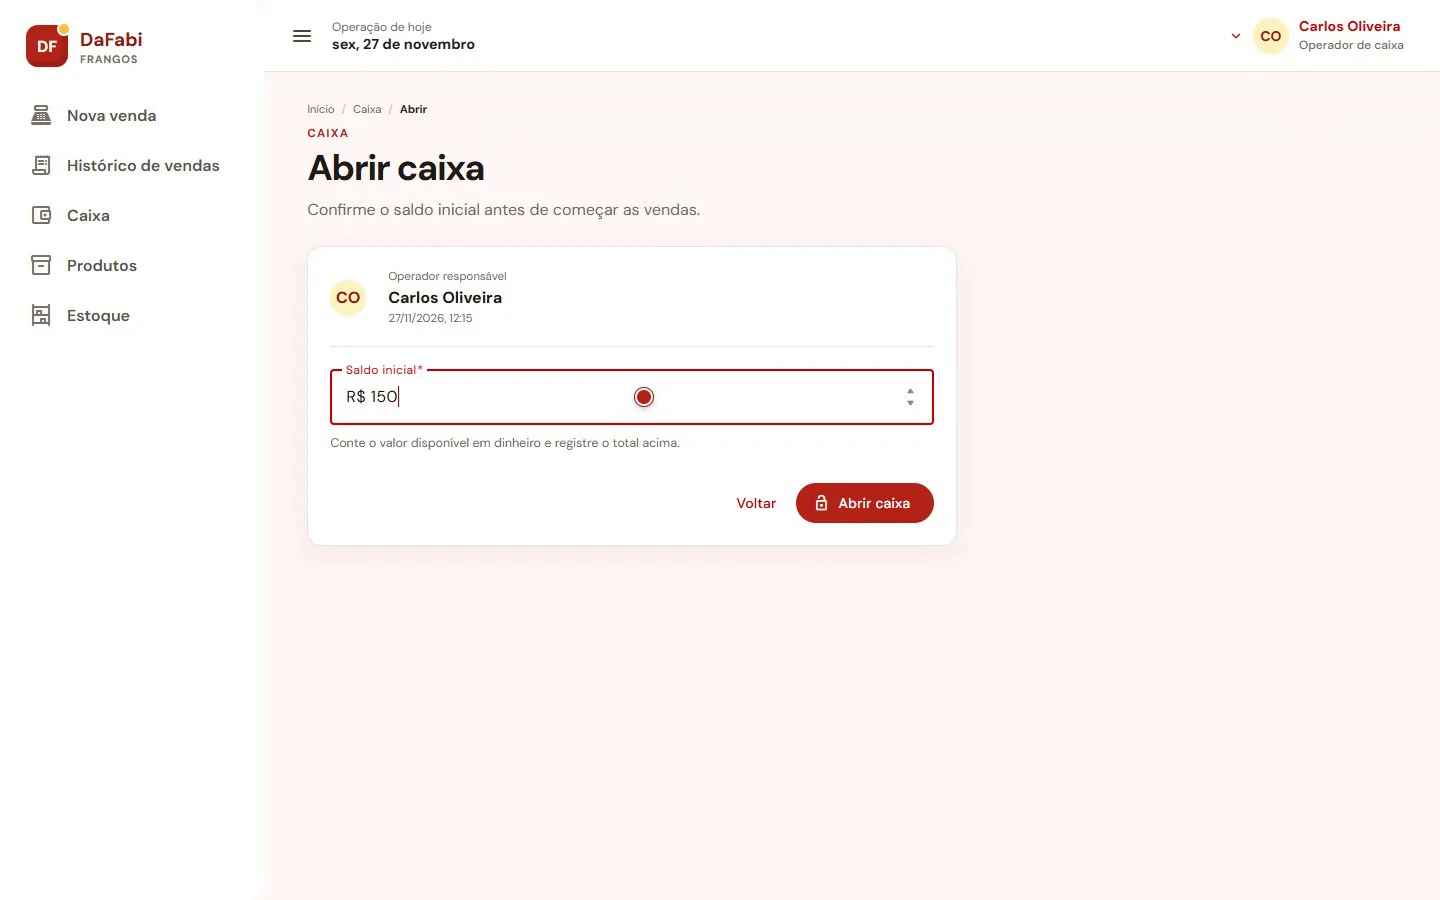 DF
DaFabi
FRANGOS
Nova venda
Histórico de vendas
Caixa
Produtos
Estoque
Operação de hoje
sex, 27 de novembro
CO
Carlos Oliveira
Operador de caixa
Início / Caixa / Abrir
CAIXA
Abrir caixa
Confirme o saldo inicial antes de começar as vendas.
CO
Operador responsável
Carlos Oliveira
27/11/2026, 12:15
Saldo inicial*
R$ 150
Conte o valor disponível em dinheiro e registre o total acima.
Voltar
Abrir caixa